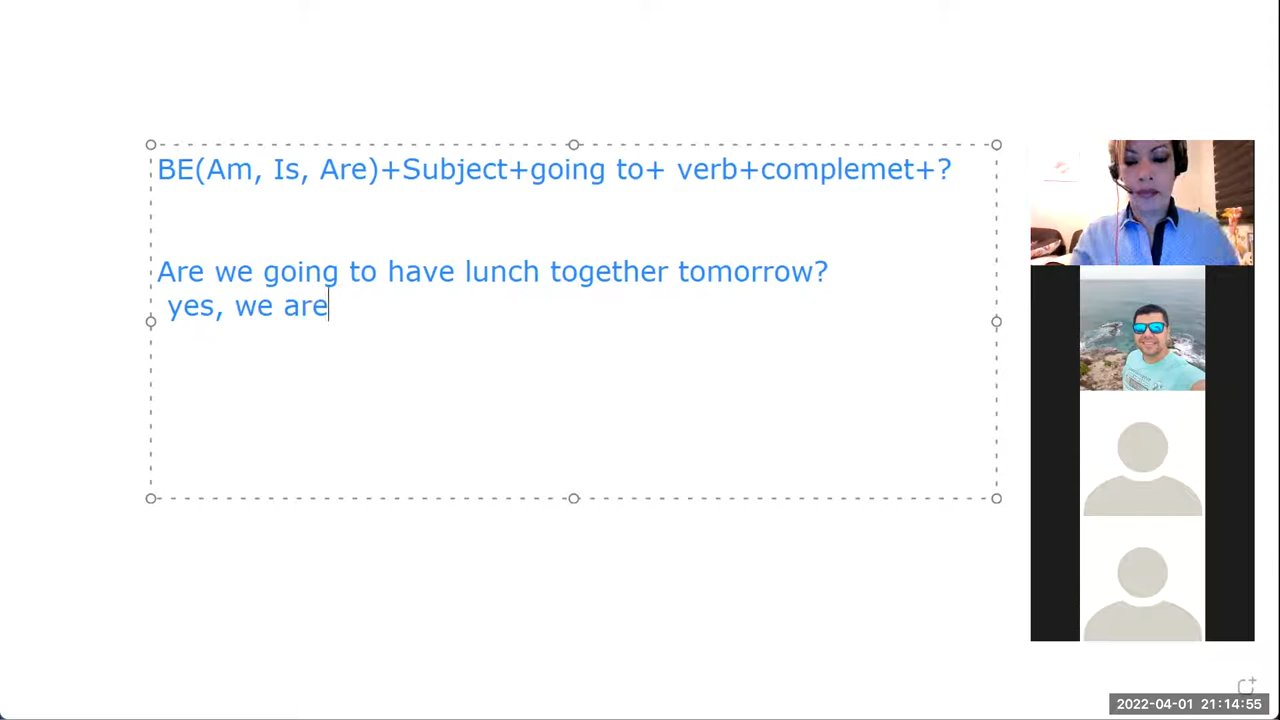 BE(Am, Is, Are)+Subject+going to+ verb+complemet+?
Are we going to have lunch together tomorrow?
yes, we are
2022-04-01 21:14:55